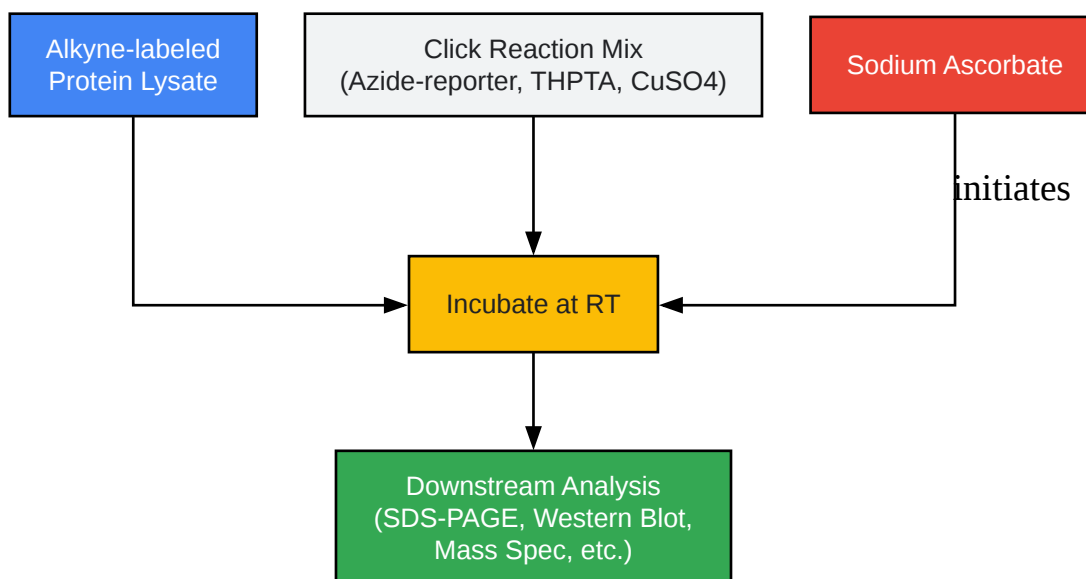 Alkyne-labeled
Protein Lysate
Click Reaction Mix
(Azide-reporter, THPTA, CuSO4)
Sodium Ascorbate
initiates
Incubate at RT
Downstream Analysis
(SDS-PAGE, Western Blot,
Mass Spec, etc.)